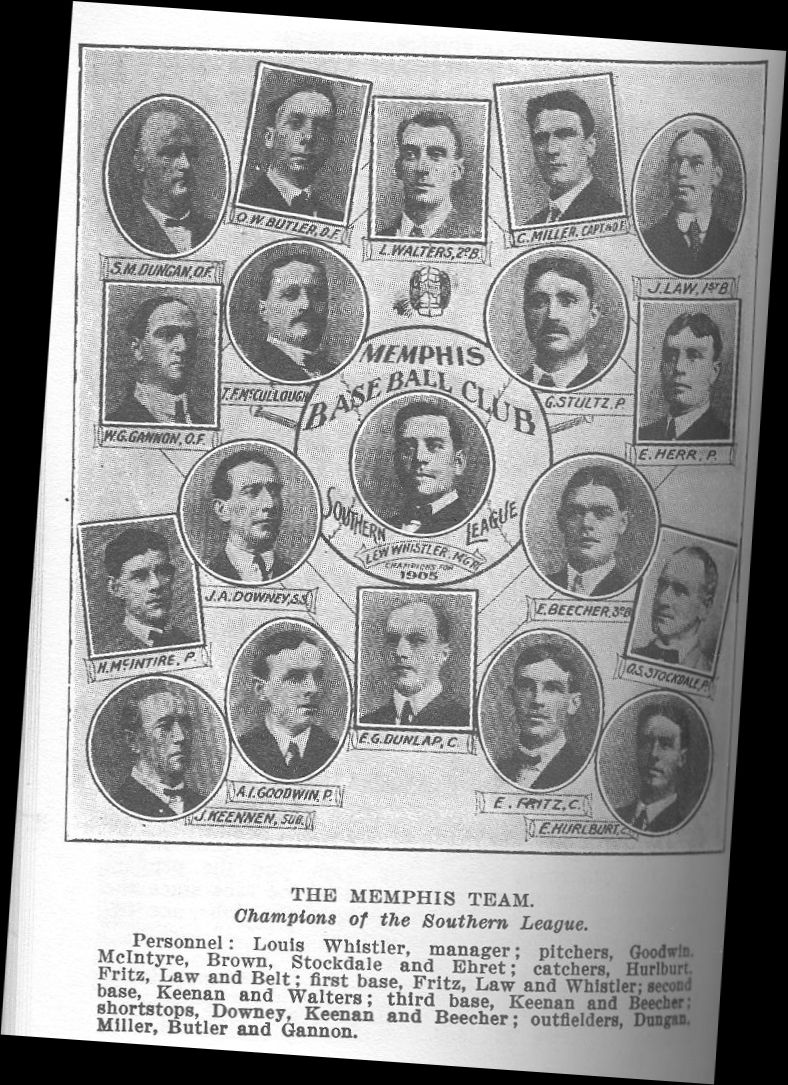 O.W. BUTLER, O.F.
L. WALTERS, 2D B.
C. MILLER, CAPT. & O.F.
S.M. DUNGAN, O.F.
J. LAW, 1ST B.
T.F. McCULLOUGH
MEMPHIS
BASE BALL CLUB
G. STULTZ, P.
W.G. GANNON, O.F.
E. HERR, P.
SOUTHERN LEAGUE
LEW WHISTLER, MGR.
CHAMPIONS FOR
1905
J.A. DOWNEY, S.S.
E. BEECHER, 3D B.
H. McINTIRE, P.
O.S. STOCKDALE, P.
E.G. DUNLAP, C.
A.I. GOODWIN, P.
E. FRITZ, C.
J. KEENNEN, SUB.
E. HURLBURT, C.
THE MEMPHIS TEAM.
Champions of the Southern League.
Personnel: Louis Whistler, manager; pitchers, Goodwin,
McIntyre, Brown, Stockdale and Ehret; catchers, Hurlburt,
Fritz, Law and Belt; first base, Fritz, Law and Whistler; second
base, Keenan and Walters; third base, Keenan and Beecher;
shortstops, Downey, Keenan and Beecher; outfielders, Dungan,
Miller, Butler and Gannon.